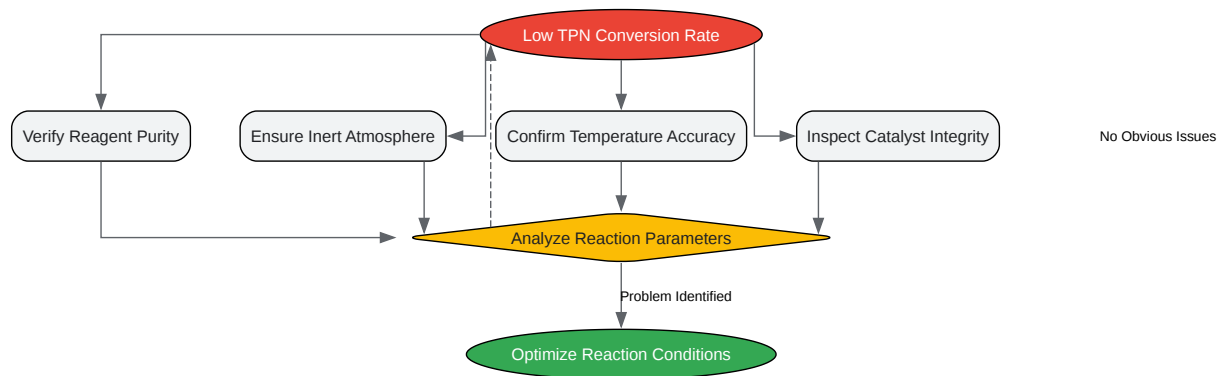 Low TPN Conversion Rate
Verify Reagent Purity
Ensure Inert Atmosphere
Confirm Temperature Accuracy
Inspect Catalyst Integrity
No Obvious Issues
Analyze Reaction Parameters
Problem Identified
Optimize Reaction Conditions